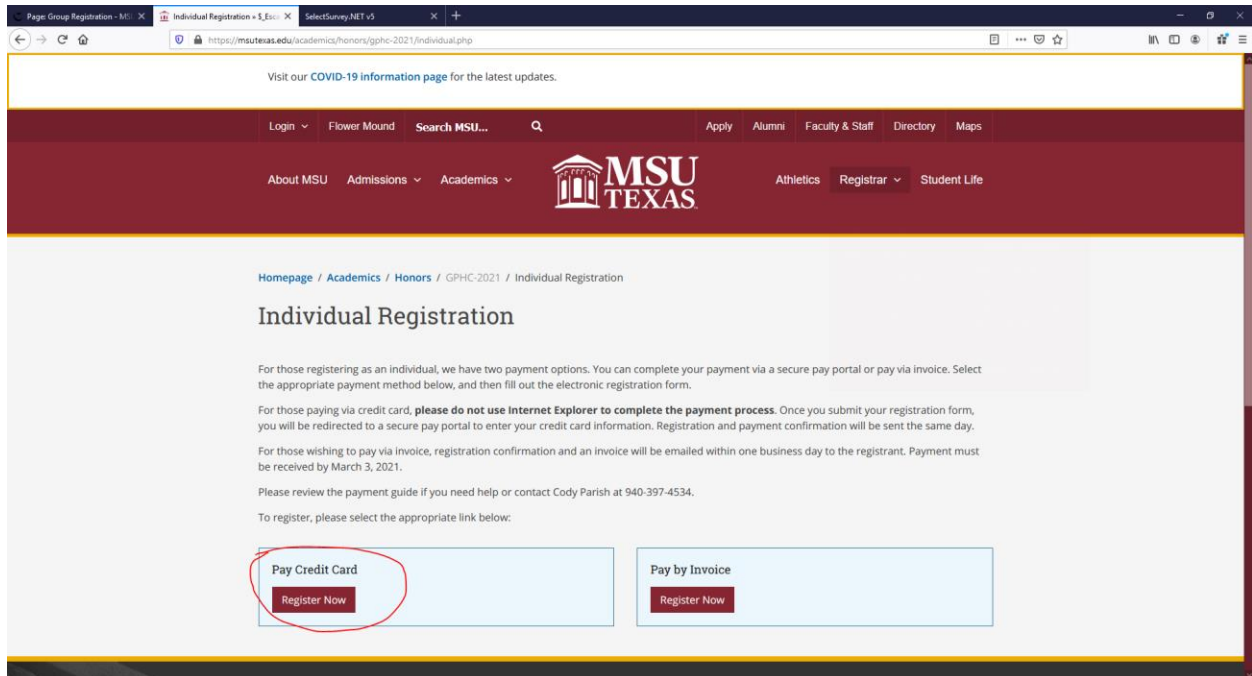 Page: Group Registration - MS
Individual Registration » $_Esc
SelectSurvey.NET v5
https://msutexas.edu/academics/honors/gphc-2021/individual.php
Visit our COVID-19 information page for the latest updates.
Login Flower Mound Search MSU... Apply Alumni Faculty & Staff Directory Maps
About MSU Admissions Academics MSU TEXAS Athletics Registrar Student Life
Homepage / Academics / Honors / GPHC-2021 / Individual Registration
Individual Registration
For those registering as an individual, we have two payment options. You can complete your payment via a secure pay portal or pay via invoice. Select
the appropriate payment method below, and then fill out the electronic registration form.
For those paying via credit card, please do not use Internet Explorer to complete the payment process. Once you submit your registration form,
you will be redirected to a secure pay portal to enter your credit card information. Registration and payment confirmation will be sent the same day.
For those wishing to pay via invoice, registration confirmation and an invoice will be emailed within one business day to the registrant. Payment must
be received by March 3, 2021.
Please review the payment guide if you need help or contact Cody Parish at 940-397-4534.
To register, please select the appropriate link below:
Pay Credit Card
Register Now
Pay by Invoice
Register Now